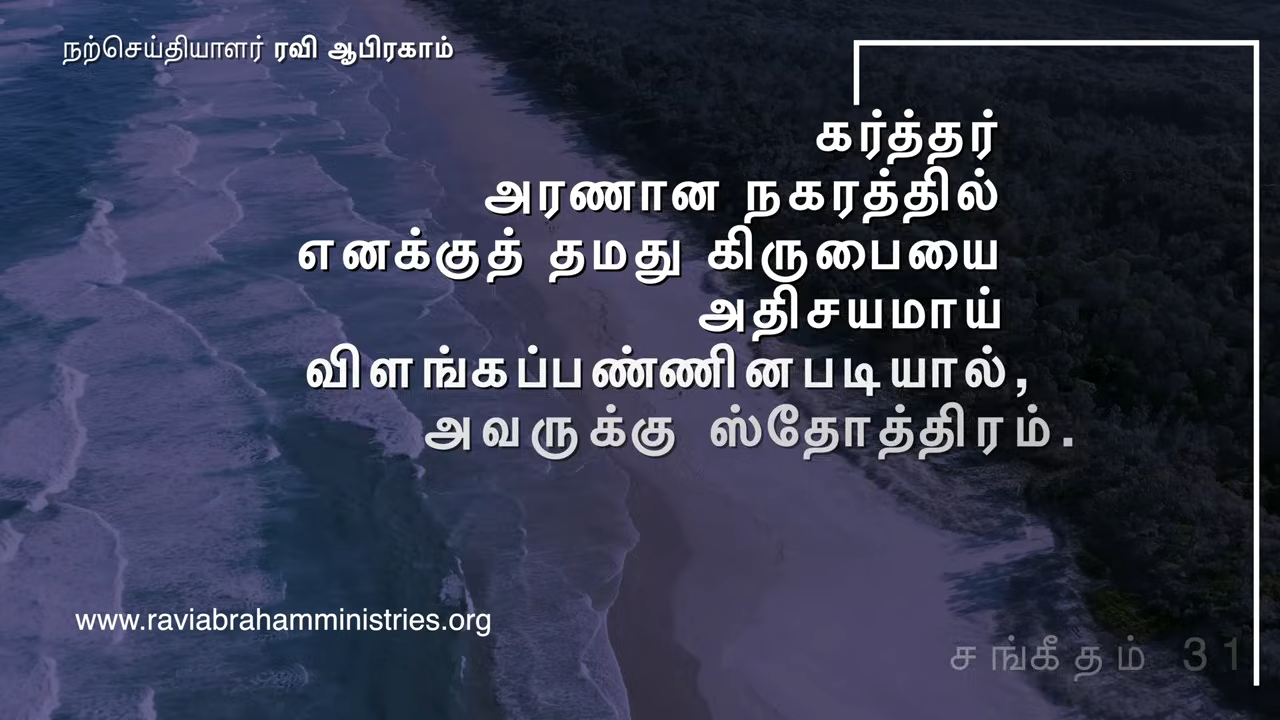 நற்செய்தியாளர் ரவி ஆபிரகாம்
கர்த்தர்
அரணான நகரத்தில்
எனக்குத் தமது கிருபையை
அதிசயமாய்
விளங்கப்பண்ணினபடியால்,
அவருக்கு ஸ்தோத்திரம்.
www.raviabrahamministries.org
சங்கீதம் 31